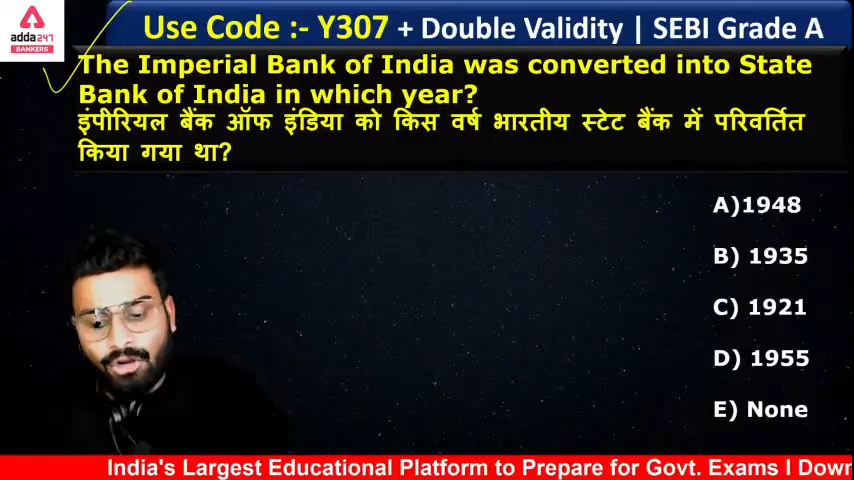 adda247
BANKERS
Use Code :- Y307 + Double Validity | SEBI Grade A
The Imperial Bank of India was converted into State
Bank of India in which year?
इंपीरियल बैंक ऑफ इंडिया को किस वर्ष भारतीय स्टेट बैंक में परिवर्तित
किया गया था?
A)1948
B) 1935
C) 1921
D) 1955
E) None
India's Largest Educational Platform to Prepare for Govt. Exams I Down